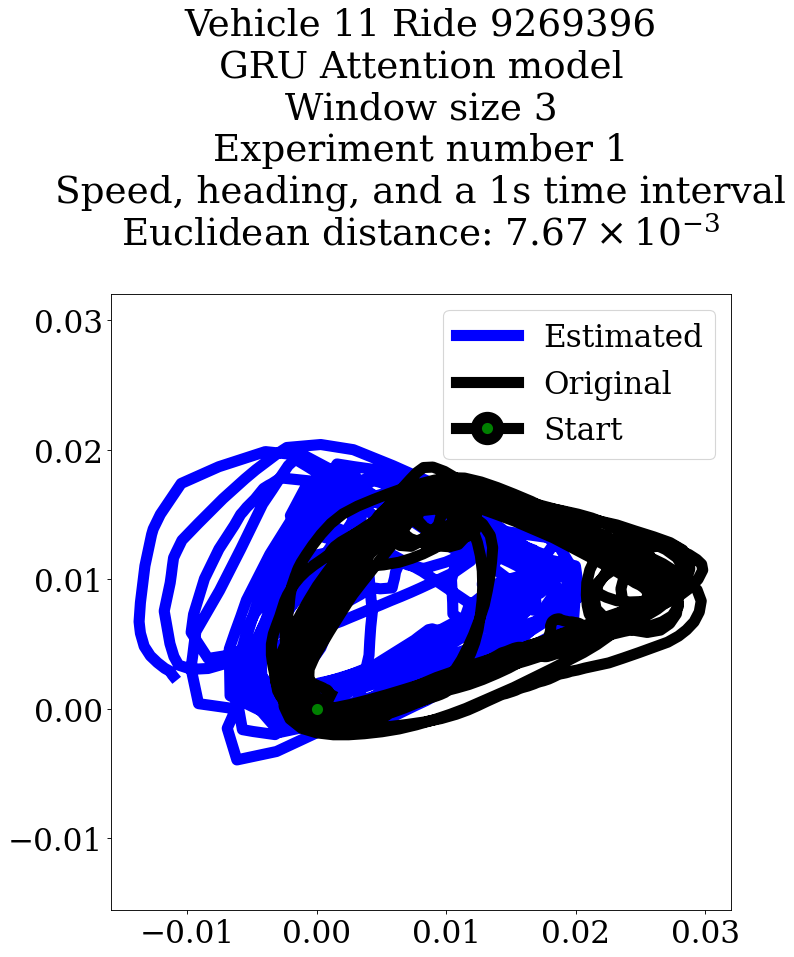 Vehicle 11 Ride 9269396
GRU Attention model
Window size 3
Experiment number 1
Speed, heading, and a 1s time interval
Euclidean distance: 7.67 × 10⁻³
0.03
0.02
0.01
0.00
−0.01
Estimated
Original
Start
−0.01 0.00 0.01 0.02 0.03